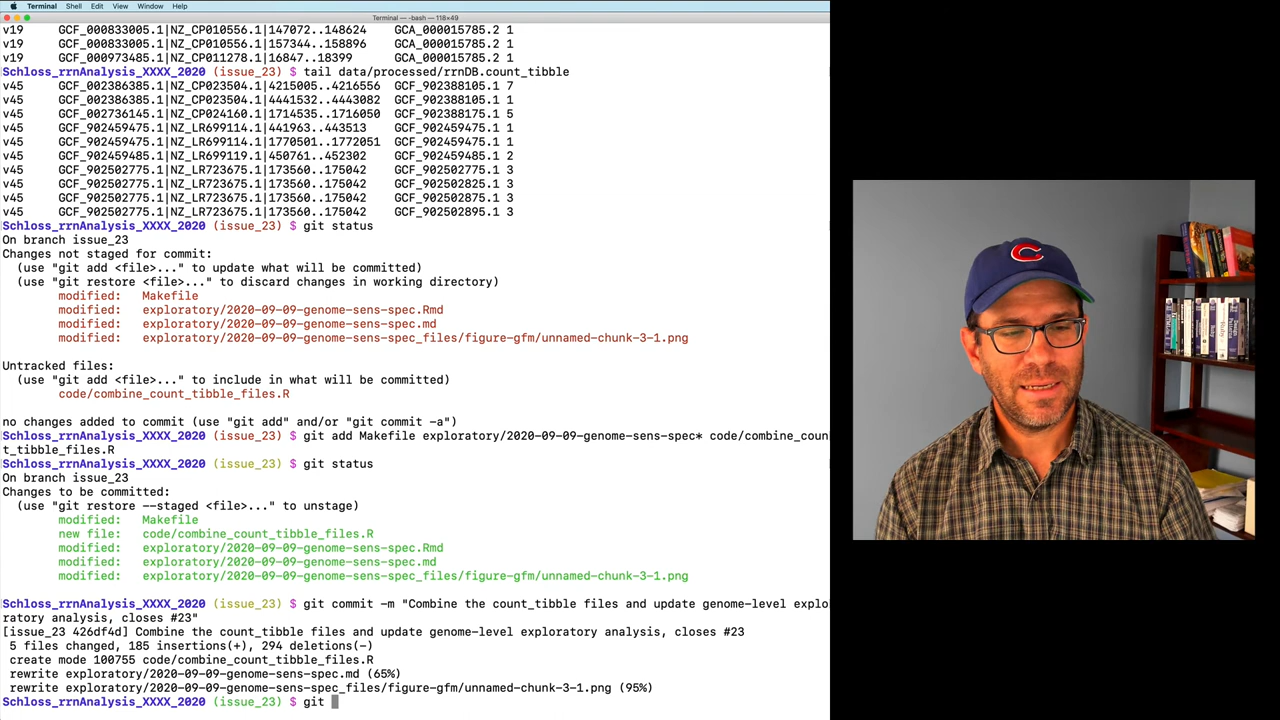 Terminal Shell Edit View Window Help
Terminal — -bash — 118×49
v19 GCF_000833005.1|NZ_CP010556.1|147072..148624 GCA_000015785.2 1
v19 GCF_000833005.1|NZ_CP010556.1|157344..158896 GCA_000015785.2 1
v19 GCF_000973485.1|NZ_CP011278.1|16847..18399 GCA_000015785.2 1
Schloss_rrnAnalysis_XXXX_2020 (issue_23) $ tail data/processed/rrnDB.count_tibble
v45 GCF_002386385.1|NZ_CP023504.1|4215005..4216556 GCF_902388105.1 7
v45 GCF_002386385.1|NZ_CP023504.1|4441532..4443082 GCF_902388105.1 1
v45 GCF_002736145.1|NZ_CP024160.1|1714535..1716050 GCF_902388175.1 5
v45 GCF_902459475.1|NZ_LR699114.1|441963..443513 GCF_902459475.1 1
v45 GCF_902459475.1|NZ_LR699114.1|1770501..1772051 GCF_902459475.1 1
v45 GCF_902459485.1|NZ_LR699119.1|450761..452302 GCF_902459485.1 2
v45 GCF_902502775.1|NZ_LR723675.1|173560..175042 GCF_902502775.1 3
v45 GCF_902502775.1|NZ_LR723675.1|173560..175042 GCF_902502825.1 3
v45 GCF_902502775.1|NZ_LR723675.1|173560..175042 GCF_902502875.1 3
v45 GCF_902502775.1|NZ_LR723675.1|173560..175042 GCF_902502895.1 3
Schloss_rrnAnalysis_XXXX_2020 (issue_23) $ git status
On branch issue_23
Changes not staged for commit:
(use "git add <file>..." to update what will be committed)
(use "git restore <file>..." to discard changes in working directory)
modified: Makefile
modified: exploratory/2020-09-09-genome-sens-spec.Rmd
modified: exploratory/2020-09-09-genome-sens-spec.md
modified: exploratory/2020-09-09-genome-sens-spec_files/figure-gfm/unnamed-chunk-3-1.png
Untracked files:
(use "git add <file>..." to include in what will be committed)
code/combine_count_tibble_files.R
no changes added to commit (use "git add" and/or "git commit -a")
Schloss_rrnAnalysis_XXXX_2020 (issue_23) $ git add Makefile exploratory/2020-09-09-genome-sens-spec* code/combine_coun
t_tibble_files.R
Schloss_rrnAnalysis_XXXX_2020 (issue_23) $ git status
On branch issue_23
Changes to be committed:
(use "git restore --staged <file>..." to unstage)
modified: Makefile
new file: code/combine_count_tibble_files.R
modified: exploratory/2020-09-09-genome-sens-spec.Rmd
modified: exploratory/2020-09-09-genome-sens-spec.md
modified: exploratory/2020-09-09-genome-sens-spec_files/figure-gfm/unnamed-chunk-3-1.png
Schloss_rrnAnalysis_XXXX_2020 (issue_23) $ git commit -m "Combine the count_tibble files and update genome-level explo
ratory analysis, closes #23"
[issue_23 426df4d] Combine the count_tibble files and update genome-level exploratory analysis, closes #23
5 files changed, 185 insertions(+), 294 deletions(-)
create mode 100755 code/combine_count_tibble_files.R
rewrite exploratory/2020-09-09-genome-sens-spec.md (65%)
rewrite exploratory/2020-09-09-genome-sens-spec_files/figure-gfm/unnamed-chunk-3-1.png (95%)
Schloss_rrnAnalysis_XXXX_2020 (issue_23) $ git
C